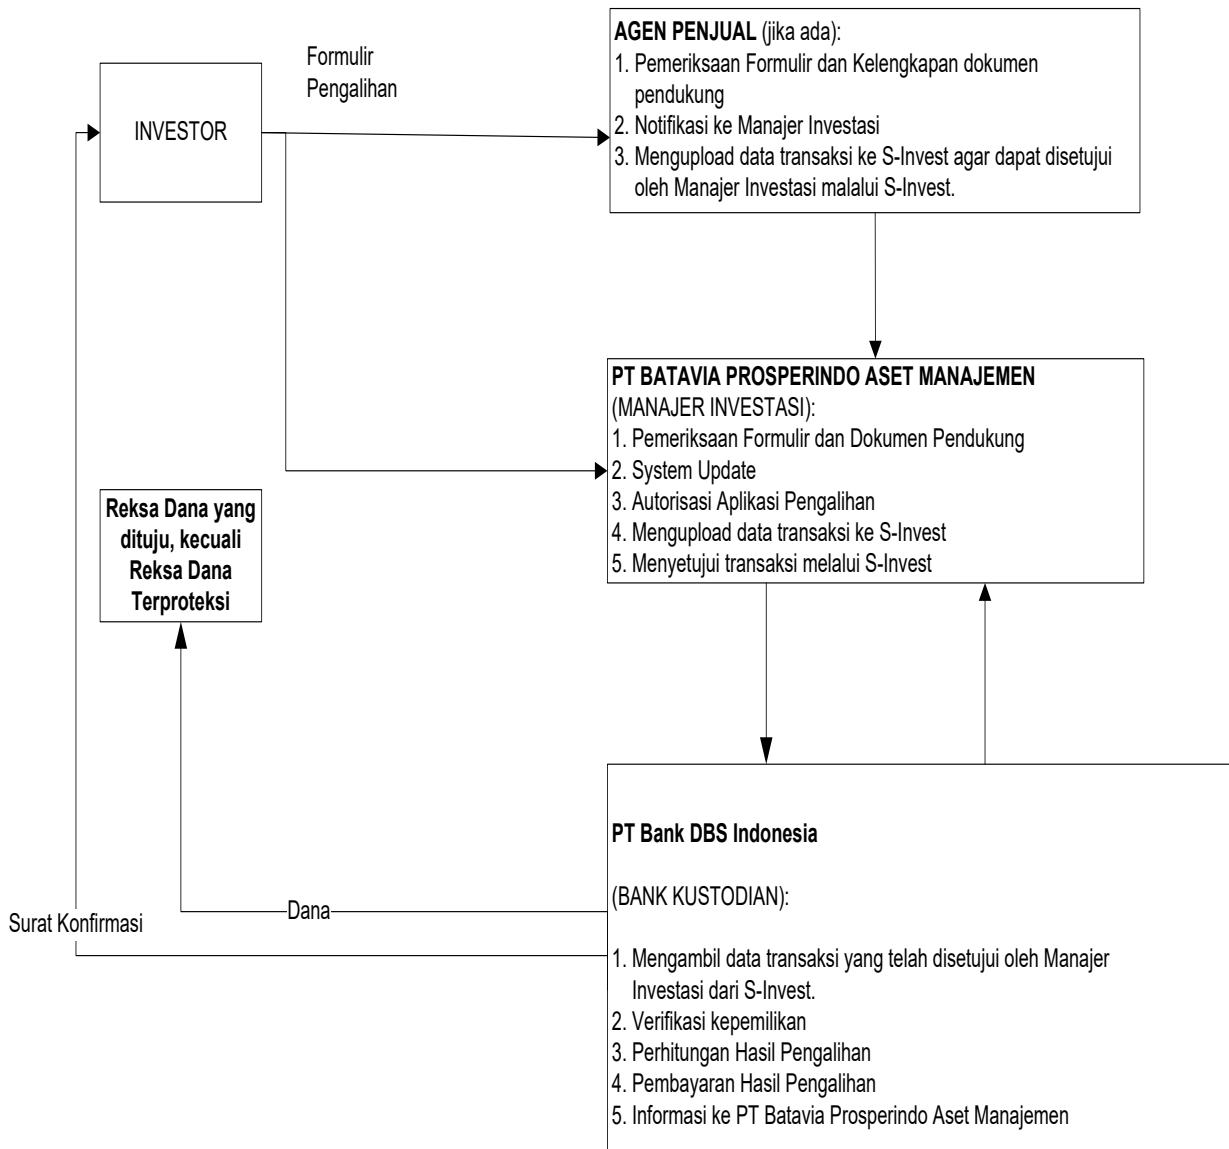 Formulir
Pengalihan
INVESTOR
AGEN PENJUAL (jika ada):
1. Pemeriksaan Formulir dan Kelengkapan dokumen
pendukung
2. Notifikasi ke Manajer Investasi
3. Mengupload data transaksi ke S-Invest agar dapat disetujui
oleh Manajer Investasi malalui S-Invest.
PT BATAVIA PROSPERINDO ASET MANAJEMEN
(MANAJER INVESTASI):
1. Pemeriksaan Formulir dan Dokumen Pendukung
2. System Update
3. Autorisasi Aplikasi Pengalihan
4. Mengupload data transaksi ke S-Invest
5. Menyetujui transaksi melalui S-Invest
Reksa Dana yang
dituju, kecuali
Reksa Dana
Terproteksi
Dana
Surat Konfirmasi
PT Bank DBS Indonesia
(BANK KUSTODIAN):
1. Mengambil data transaksi yang telah disetujui oleh Manajer
Investasi dari S-Invest.
2. Verifikasi kepemilikan
3. Perhitungan Hasil Pengalihan
4. Pembayaran Hasil Pengalihan
5. Informasi ke PT Batavia Prosperindo Aset Manajemen